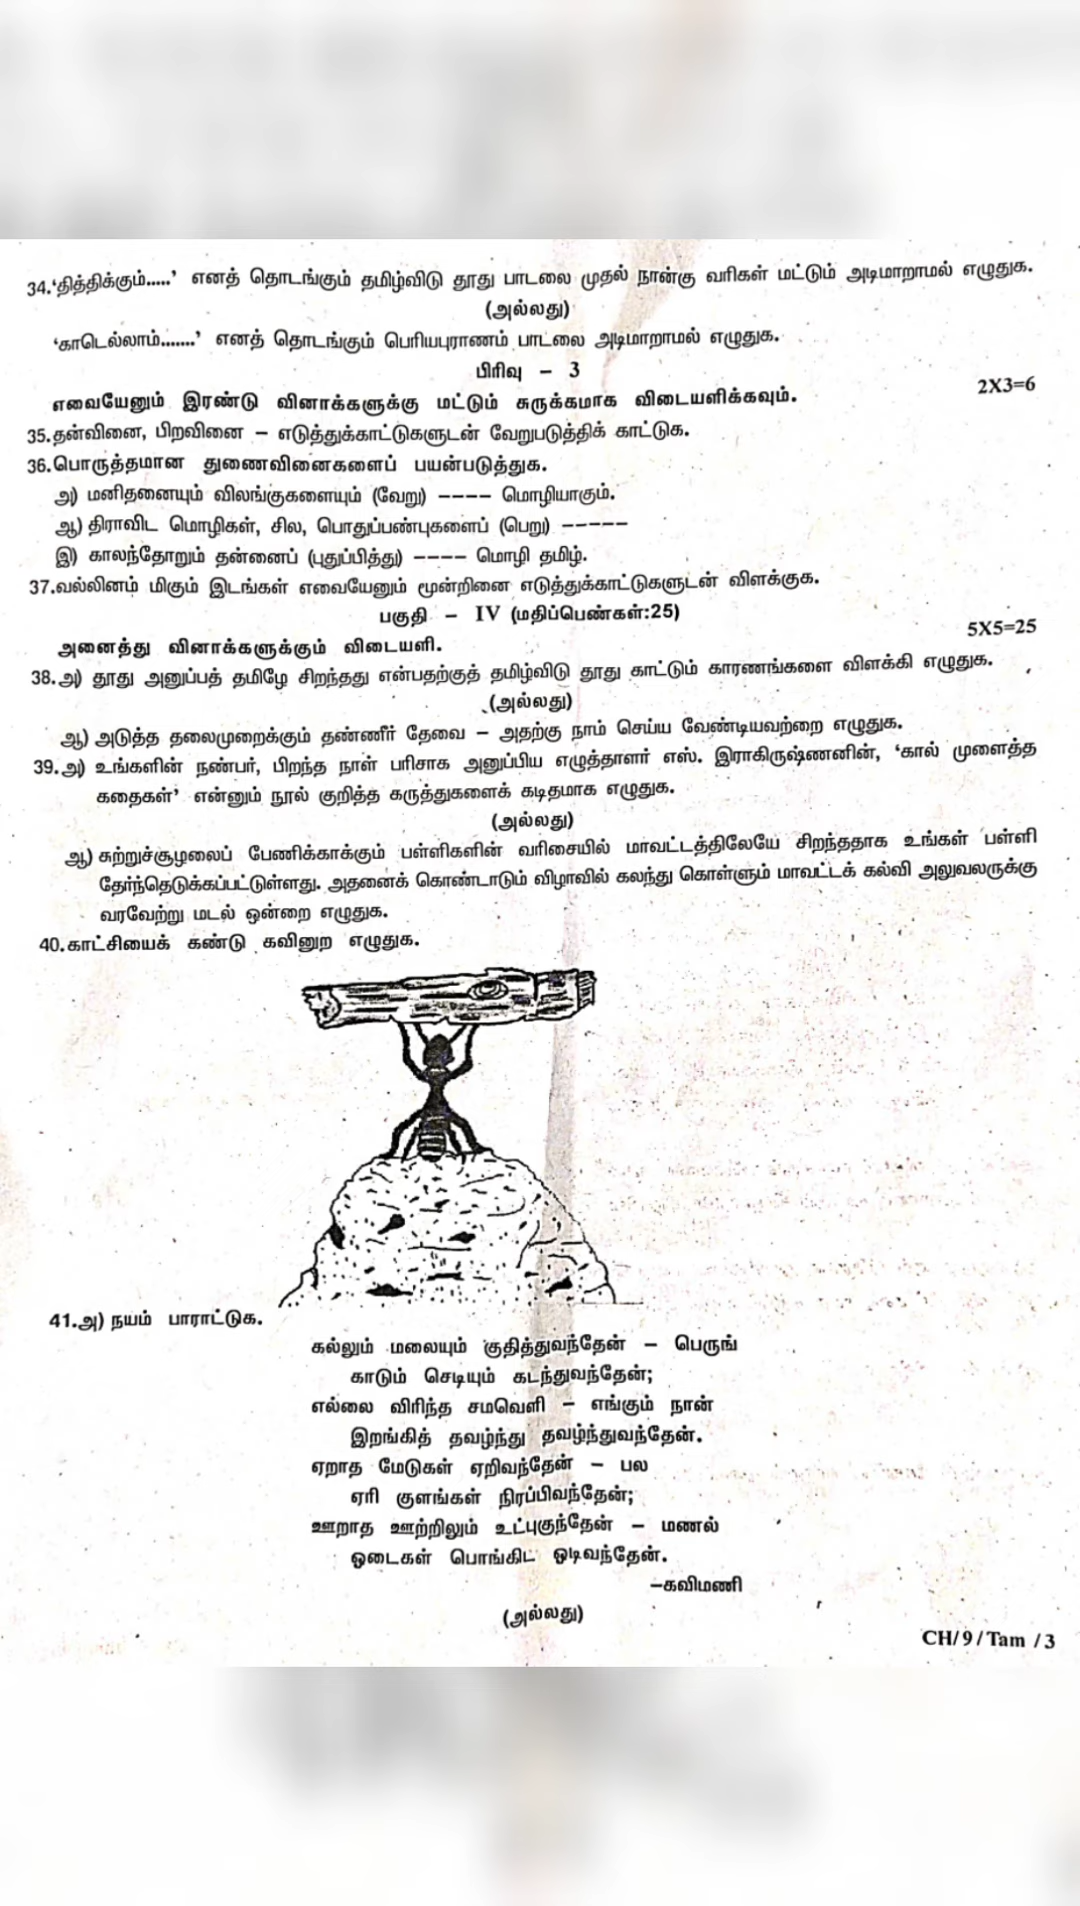 34.‘தித்திக்கும்.....’ எனத் தொடங்கும் தமிழ்விடு தூது பாடலை முதல் நான்கு வரிகள் மட்டும் அடிமாறாமல் எழுதுக.
(அல்லது)
‘காடெல்லாம்.......’ எனத் தொடங்கும் பெரியபுராணம் பாடலை அடிமாறாமல் எழுதுக.
பிரிவு – 3
எவையேனும் இரண்டு வினாக்களுக்கு மட்டும் சுருக்கமாக விடையளிக்கவும். 2X3=6
35.தன்வினை, பிறவினை – எடுத்துக்காட்டுகளுடன் வேறுபடுத்திக் காட்டுக.
36.பொருத்தமான துணைவினைகளைப் பயன்படுத்துக.
அ) மனிதனையும் விலங்குகளையும் (வேறு) ---- மொழியாகும்.
ஆ) திராவிட மொழிகள், சில, பொதுப்பண்புகளைப் (பெறு) -----
இ) காலந்தோறும் தன்னைப் (புதுப்பித்து) ---- மொழி தமிழ்.
37.வல்லினம் மிகும் இடங்கள் எவையேனும் மூன்றினை எடுத்துக்காட்டுகளுடன் விளக்குக.
பகுதி – IV (மதிப்பெண்கள்:25)
அனைத்து வினாக்களுக்கும் விடையளி. 5X5=25
38.அ) தூது அனுப்பத் தமிழே சிறந்தது என்பதற்குத் தமிழ்விடு தூது காட்டும் காரணங்களை விளக்கி எழுதுக.
(அல்லது)
ஆ) அடுத்த தலைமுறைக்கும் தண்ணீர் தேவை – அதற்கு நாம் செய்ய வேண்டியவற்றை எழுதுக.
39.அ) உங்களின் நண்பர், பிறந்த நாள் பரிசாக அனுப்பிய எழுத்தாளர் எஸ். இராகிருஷ்ணனின், ‘கால் முளைத்த
கதைகள்’ என்னும் நூல் குறித்த கருத்துகளைக் கடிதமாக எழுதுக.
(அல்லது)
ஆ) சுற்றுச்சூழலைப் பேணிக்காக்கும் பள்ளிகளின் வரிசையில் மாவட்டத்திலேயே சிறந்ததாக உங்கள் பள்ளி
தேர்ந்தெடுக்கப்பட்டுள்ளது. அதனைக் கொண்டாடும் விழாவில் கலந்து கொள்ளும் மாவட்டக் கல்வி அலுவலருக்கு
வரவேற்று மடல் ஒன்றை எழுதுக.
40.காட்சியைக் கண்டு கவினுற எழுதுக.
41.அ) நயம் பாராட்டுக.
கல்லும் மலையும் குதித்துவந்தேன் – பெருங்
காடும் செடியும் கடந்துவந்தேன்;
எல்லை விரிந்த சமவெளி – எங்கும் நான்
இறங்கித் தவழ்ந்து தவழ்ந்துவந்தேன்.
ஏறாத மேடுகள் ஏறிவந்தேன் – பல
ஏரி குளங்கள் நிரப்பிவந்தேன்;
ஊறாத ஊற்றிலும் உட்புகுந்தேன் – மணல்
ஓடைகள் பொங்கிட ஓடிவந்தேன்.
–கவிமணி
(அல்லது)
CH/9/Tam /3